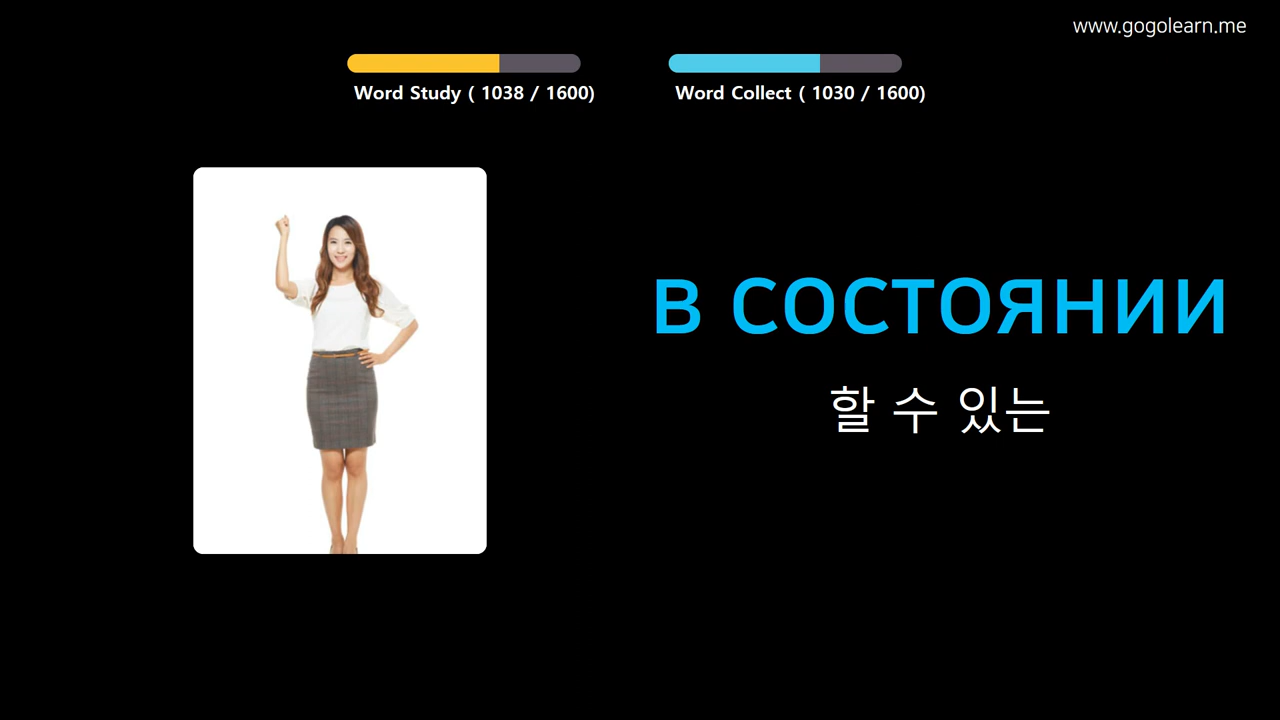 www.gogolearn.me
Word Study ( 1038 / 1600)
Word Collect ( 1030 / 1600)
в состоянии
할 수 있는